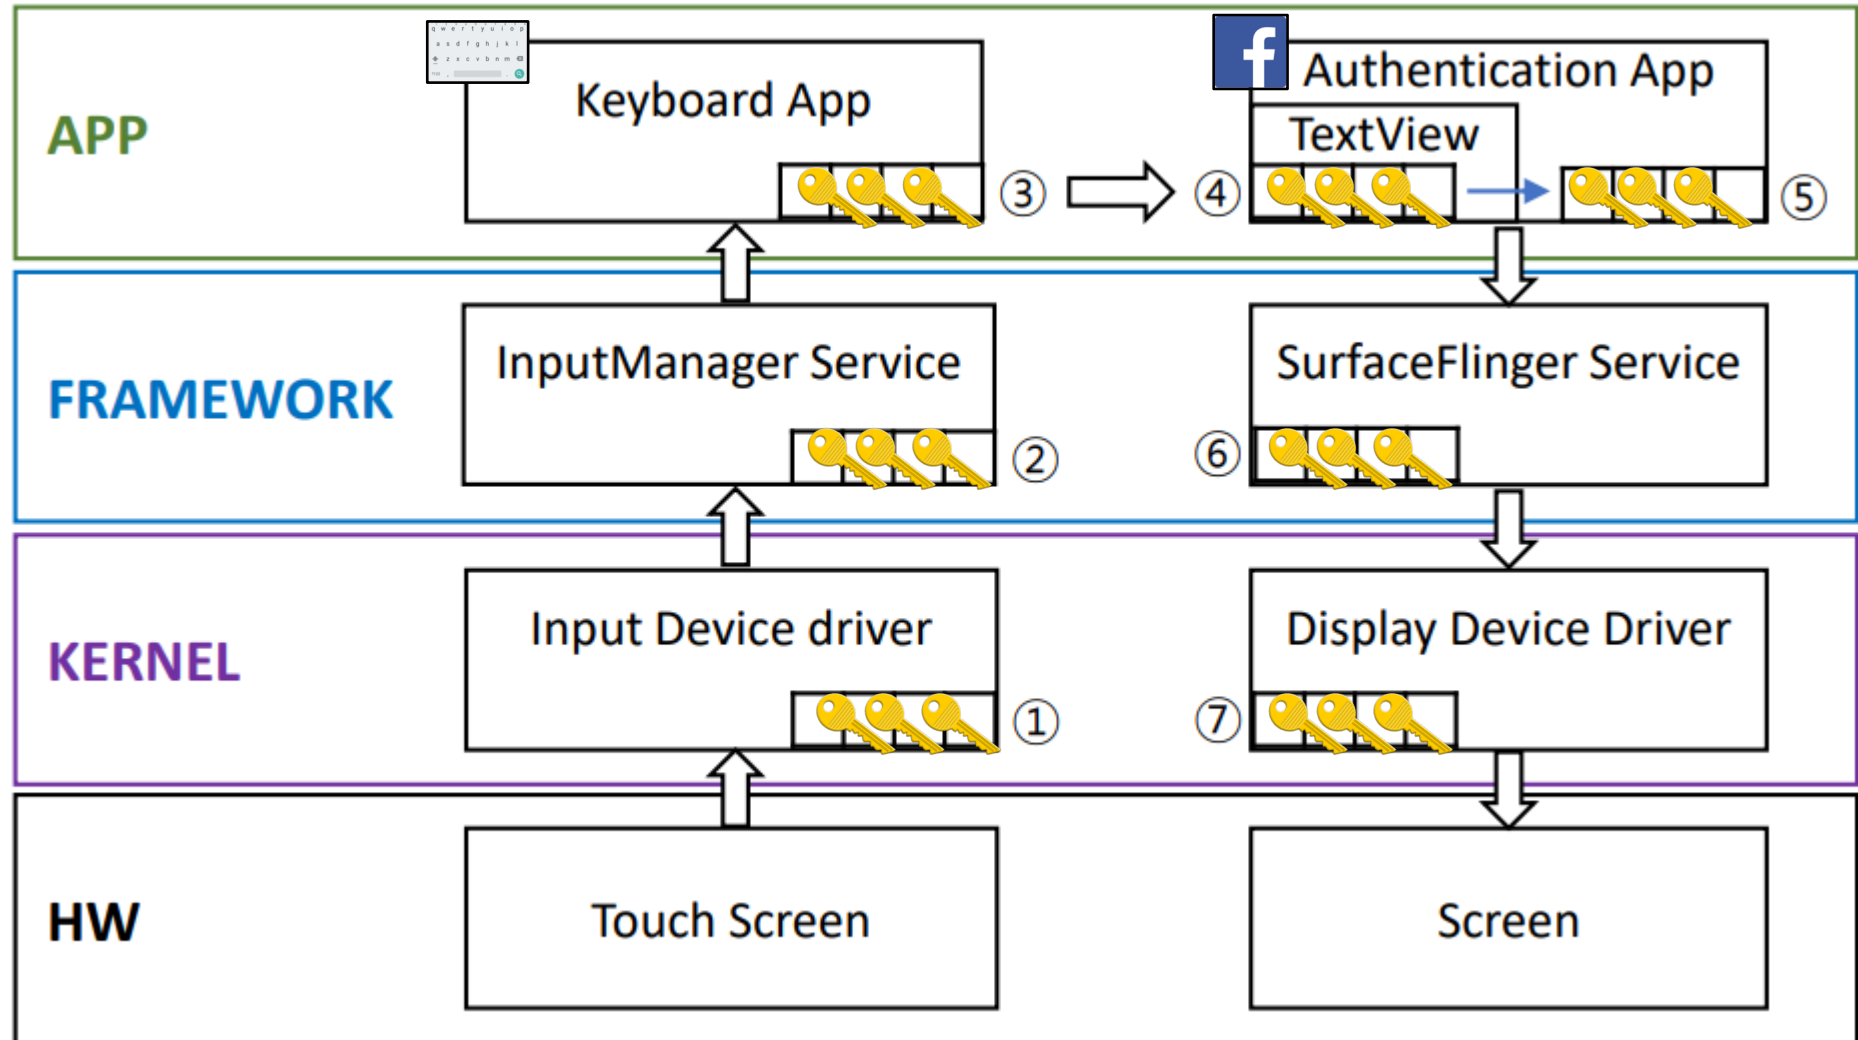 APP
q w e r t y u i o p
a s d f g h j k l
z x c v b n m
Keyboard App
③
f
Authentication App
TextView
④
⑤
FRAMEWORK
InputManager Service
②
SurfaceFlinger Service
⑥
KERNEL
Input Device driver
①
Display Device Driver
⑦
HW
Touch Screen
Screen